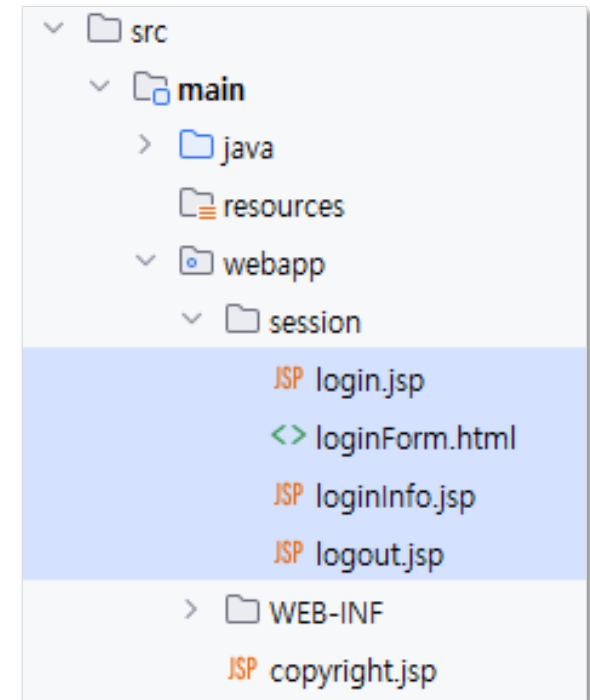 src
main
java
resources
webapp
session
JSP login.jsp
<> loginForm.html
JSP loginInfo.jsp
JSP logout.jsp
WEB-INF
JSP copyright.jsp